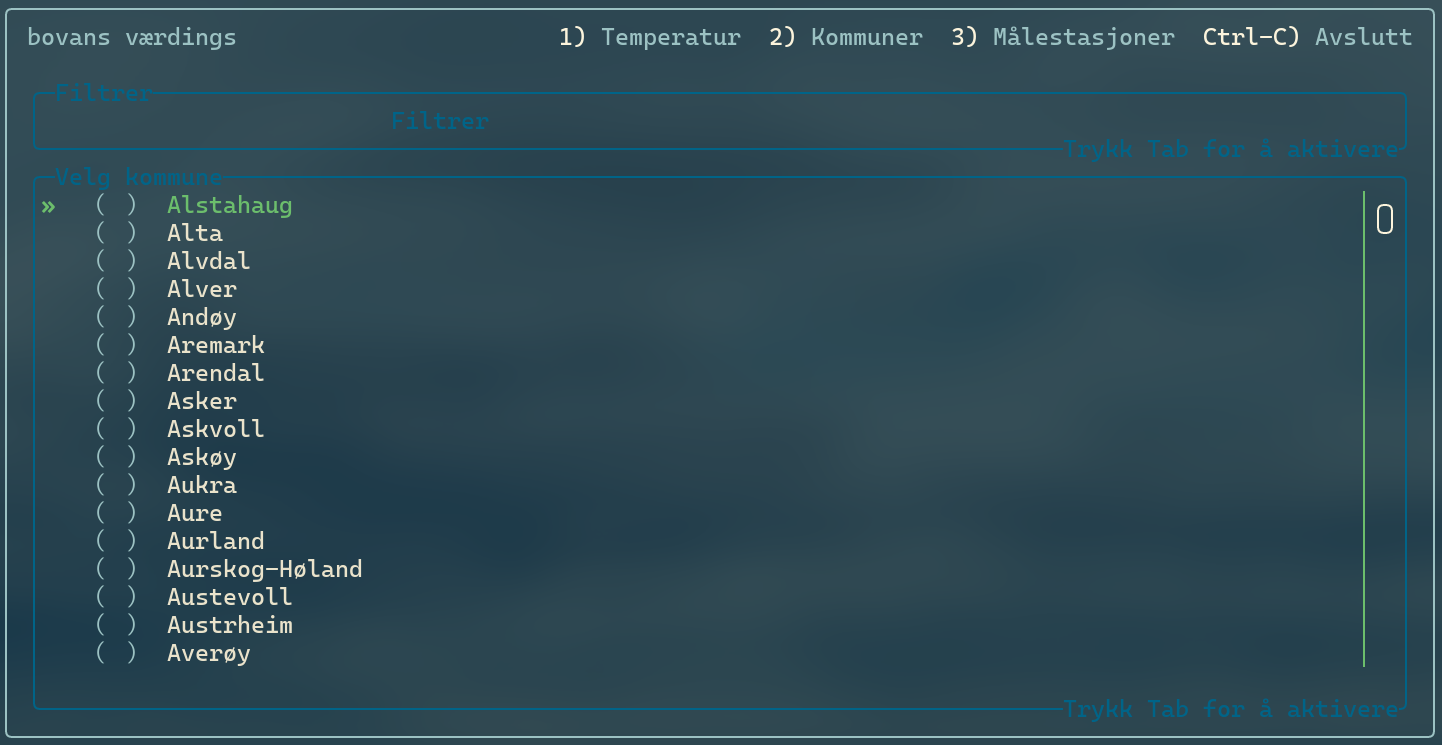 bovans værdings 1) Temperatur 2) Kommuner 3) Målestasjoner Ctrl-C) Avslutt
Filtrer
Filtrer
Trykk Tab for å aktivere
Velg kommune
» ( ) Alstahaug
( ) Alta
( ) Alvdal
( ) Alver
( ) Andøy
( ) Aremark
( ) Arendal
( ) Asker
( ) Askvoll
( ) Askøy
( ) Aukra
( ) Aure
( ) Aurland
( ) Aurskog-Høland
( ) Austevoll
( ) Austrheim
( ) Averøy
Trykk Tab for å aktivere